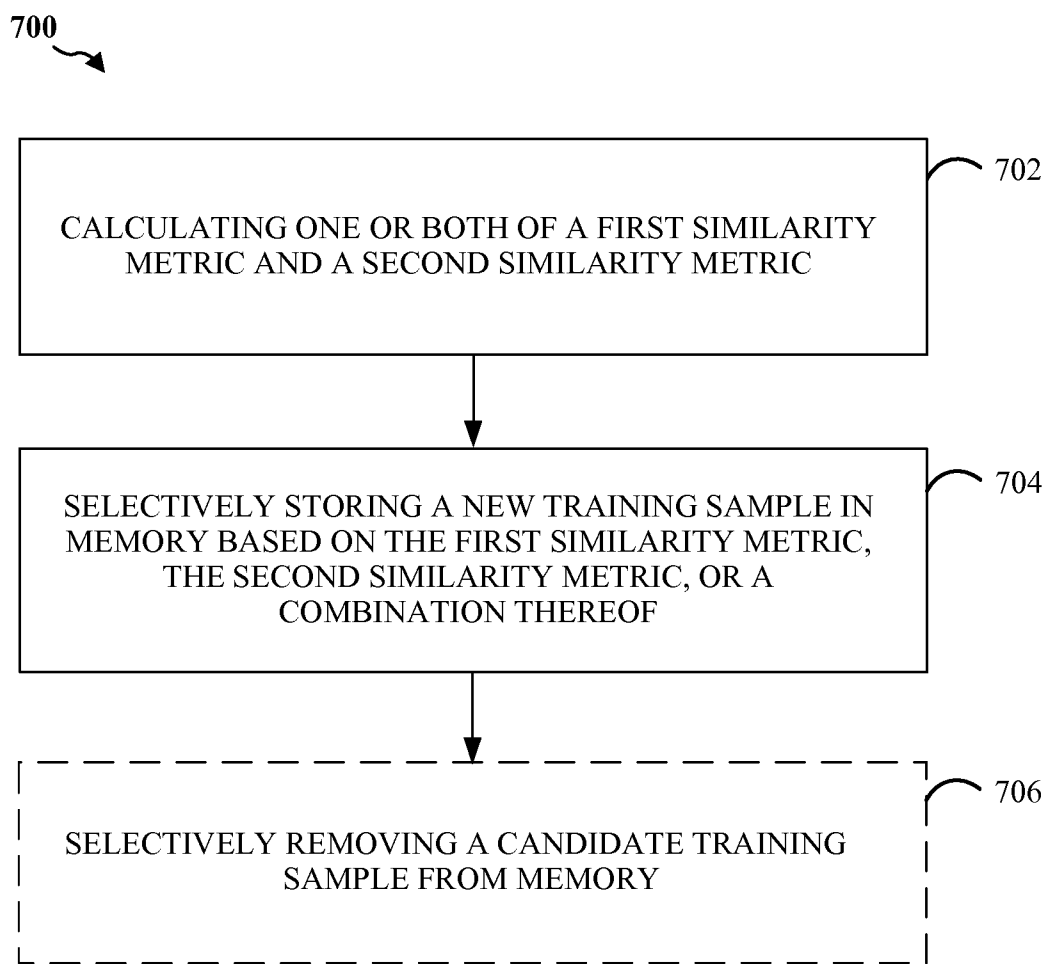 700
702
CALCULATING ONE OR BOTH OF A FIRST SIMILARITY
METRIC AND A SECOND SIMILARITY METRIC
704
SELECTIVELY STORING A NEW TRAINING SAMPLE IN
MEMORY BASED ON THE FIRST SIMILARITY METRIC,
THE SECOND SIMILARITY METRIC, OR A
COMBINATION THEREOF
706
SELECTIVELY REMOVING A CANDIDATE TRAINING
SAMPLE FROM MEMORY